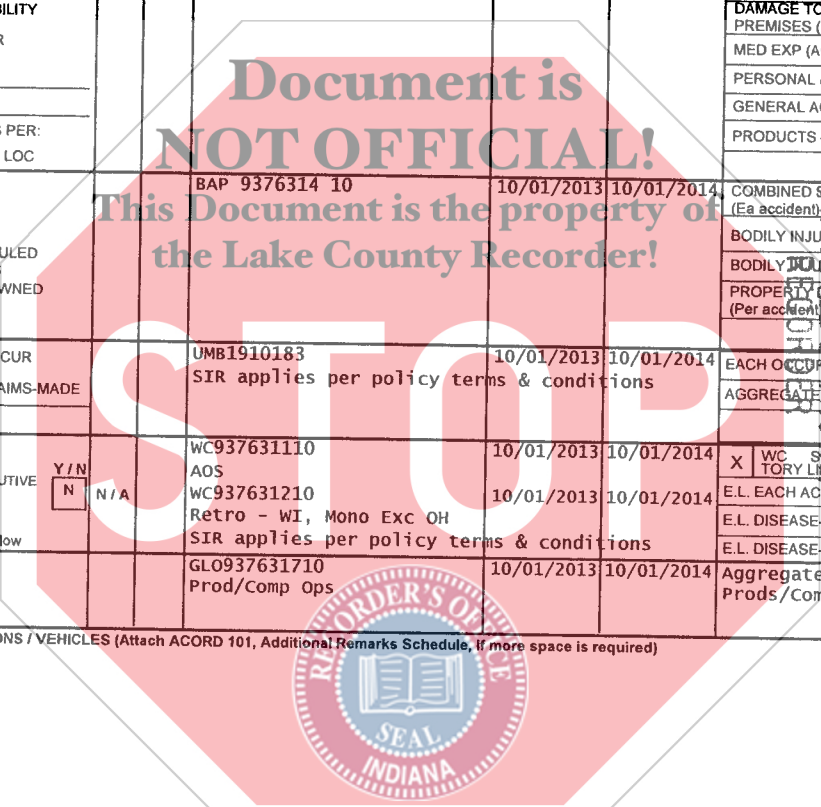 BILITY
DAMAGE TO
PREMISES (
MED EXP (A
PERSONAL
GENERAL A
PER:
PRODUCTS -
LOC
Document is
NOT OFFICIAL!
This Document is the property of
the Lake County Recorder!
BAP 9376314 10 10/01/2013 10/01/2014
COMBINED S
(Ea accident)
BODILY INJU
ULED
BODILY
WNED
PROPERTY D
(Per accident
RECORDER
STOP
CUR
UMB1910183 10/01/2013 10/01/2014
EACH OCCUR
SIR applies per policy terms & conditions
AIMS-MADE
AGGREGATE
WC937631110 10/01/2013 10/01/2014
X WC S
TORY LI
AOS
Y / N
UTIVE N N / A
WC937631210 10/01/2013 10/01/2014
E.L. EACH AC
Retro - WI, Mono Exc OH
E.L. DISEASE-
low
SIR applies per policy terms & conditions
E.L. DISEASE-
GLO937631710 10/01/2013 10/01/2014 Aggregate
Prod/Comp Ops Prods/Com
ONS / VEHICLES (Attach ACORD 101, Additional Remarks Schedule, if more space is required)
RECORDER'S OFFICE
SEAL
INDIANA